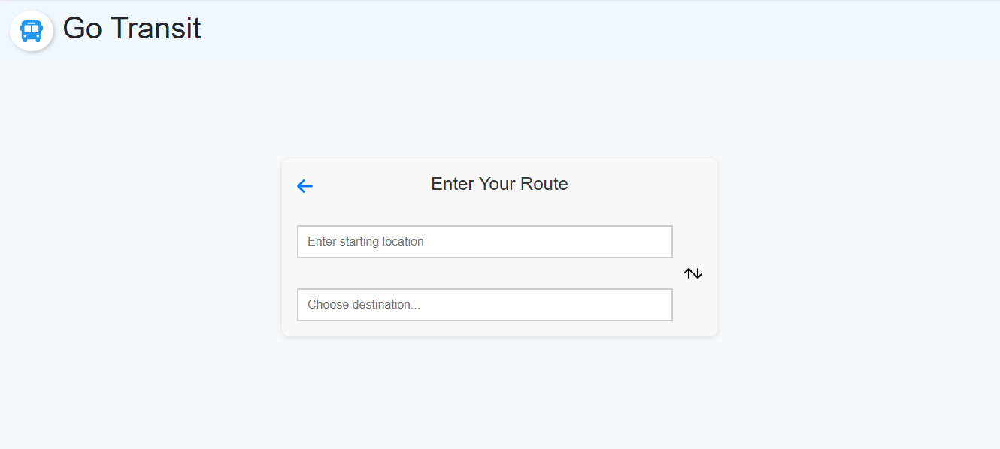 Go Transit
Enter Your Route
Enter starting location
Choose destination...